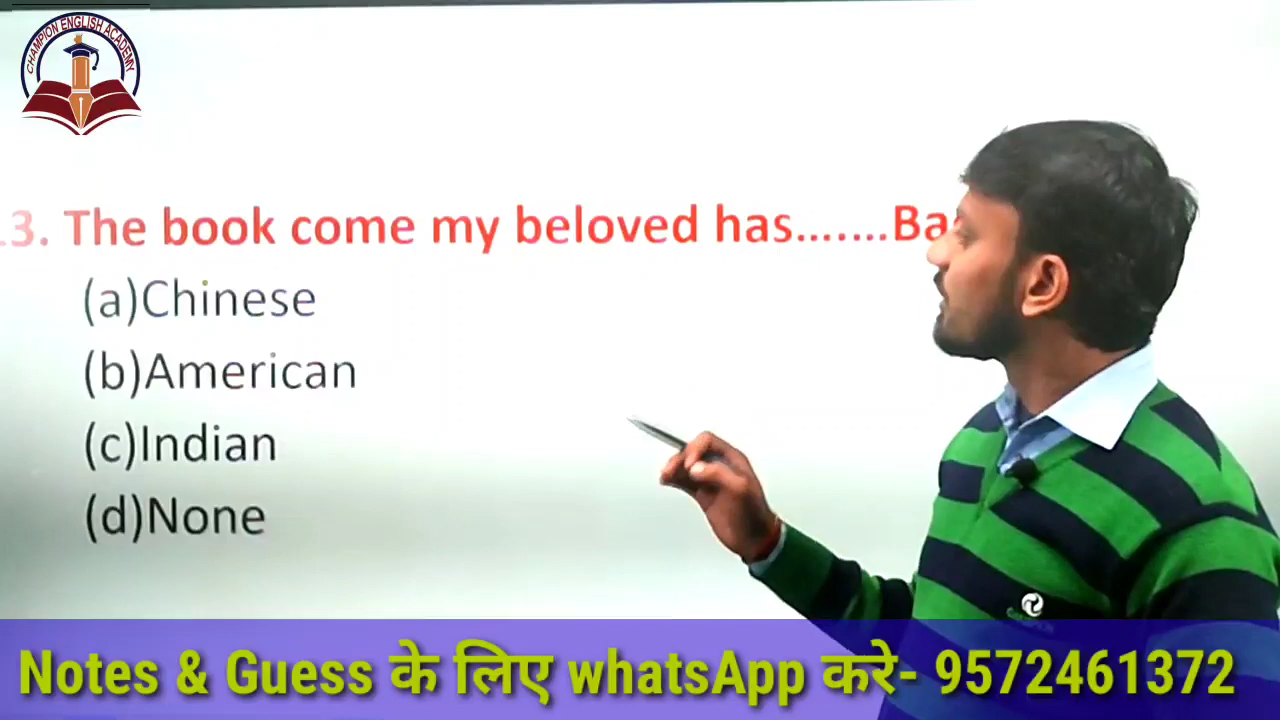 CHAMPION ENGLISH ACADEMY
3. The book come my beloved has.......
(a)Chinese
(b)American
(c)Indian
(d)None
Notes & Guess के लिए whatsApp करे- 9572461372